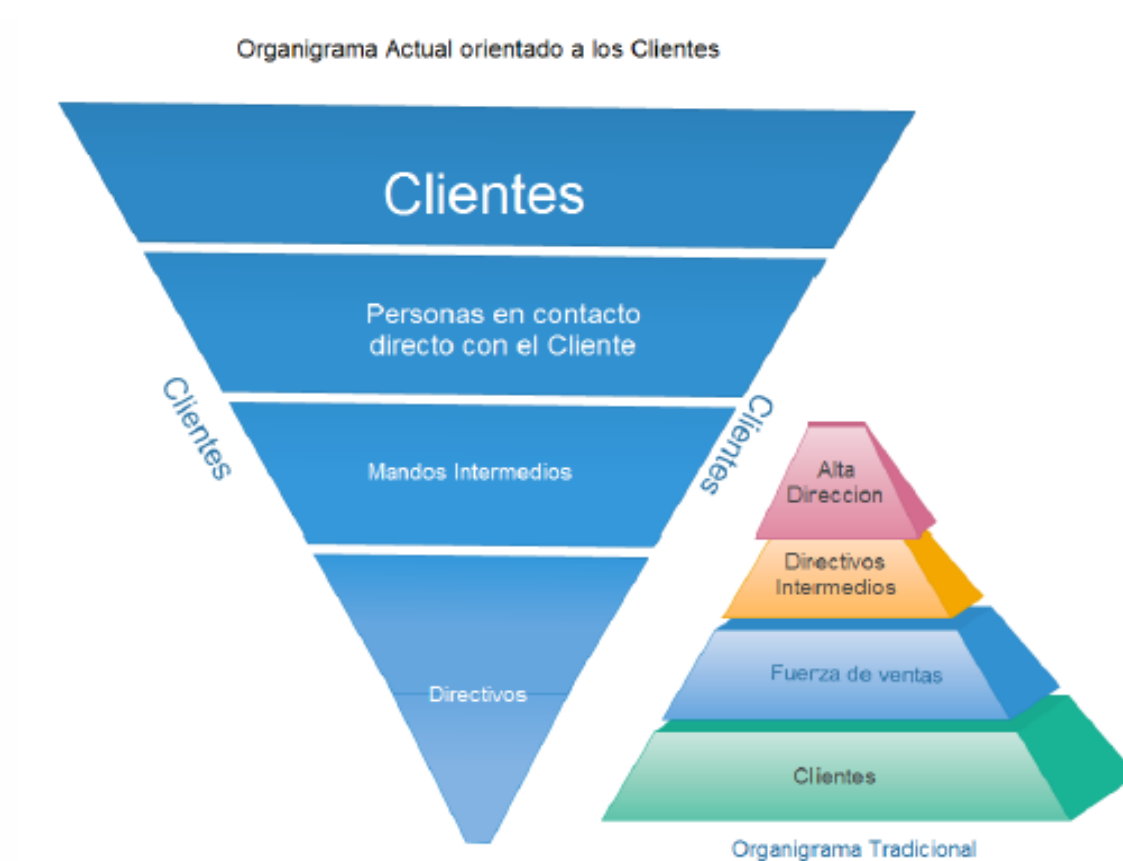 Organigrama Actual orientado a los Clientes
Clientes
Personas en contacto
directo con el Cliente
Clientes
Clientes
Mandos Intermedios
Directivos
Alta
Direccion
Directivos
Intermedios
Fuerza de ventas
Clientes
Organigrama Tradicional